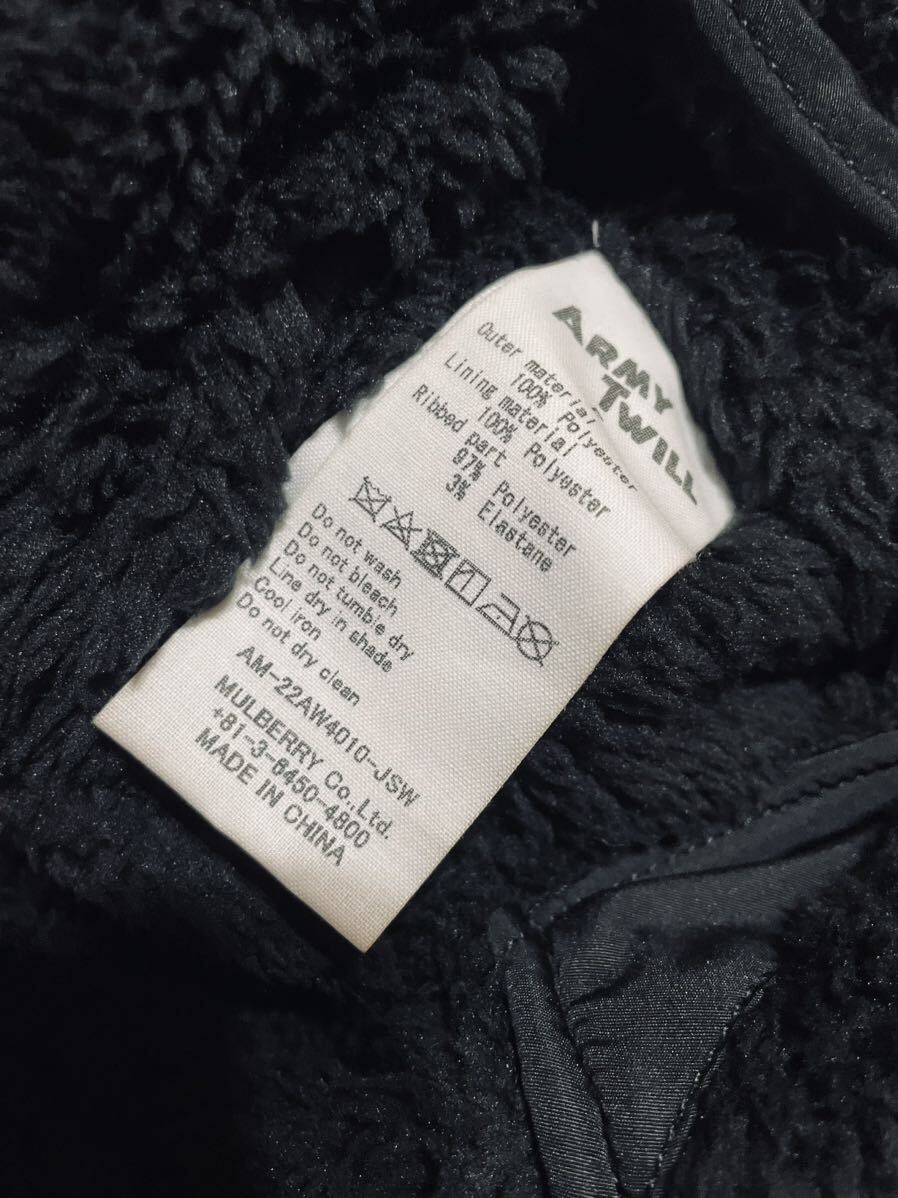 ARMY
TWILL
Outer material
100% Polyester
Lining material
100% Polyester
Ribbed part
97% Polyester
3% Elastane
Do not wash
Do not bleach
Do not tumble dry
Line dry in shade
Cool iron
Do not dry clean
AM-22AW4010-JSW
MULBERRY Co.,Ltd.
+81-3-6450-4800
MADE IN CHINA